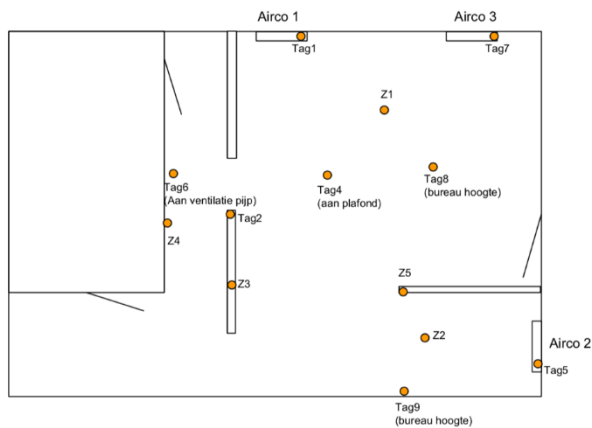 Airco 1
Airco 3
Tag1
Tag7
Z1
Tag6
(Aan ventilatie pijp)
Tag4
(aan plafond)
Tag8
(bureau hoogte)
Tag2
Z4
Z3
Z5
Z2
Airco 2
Tag5
Tag9
(bureau hoogte)